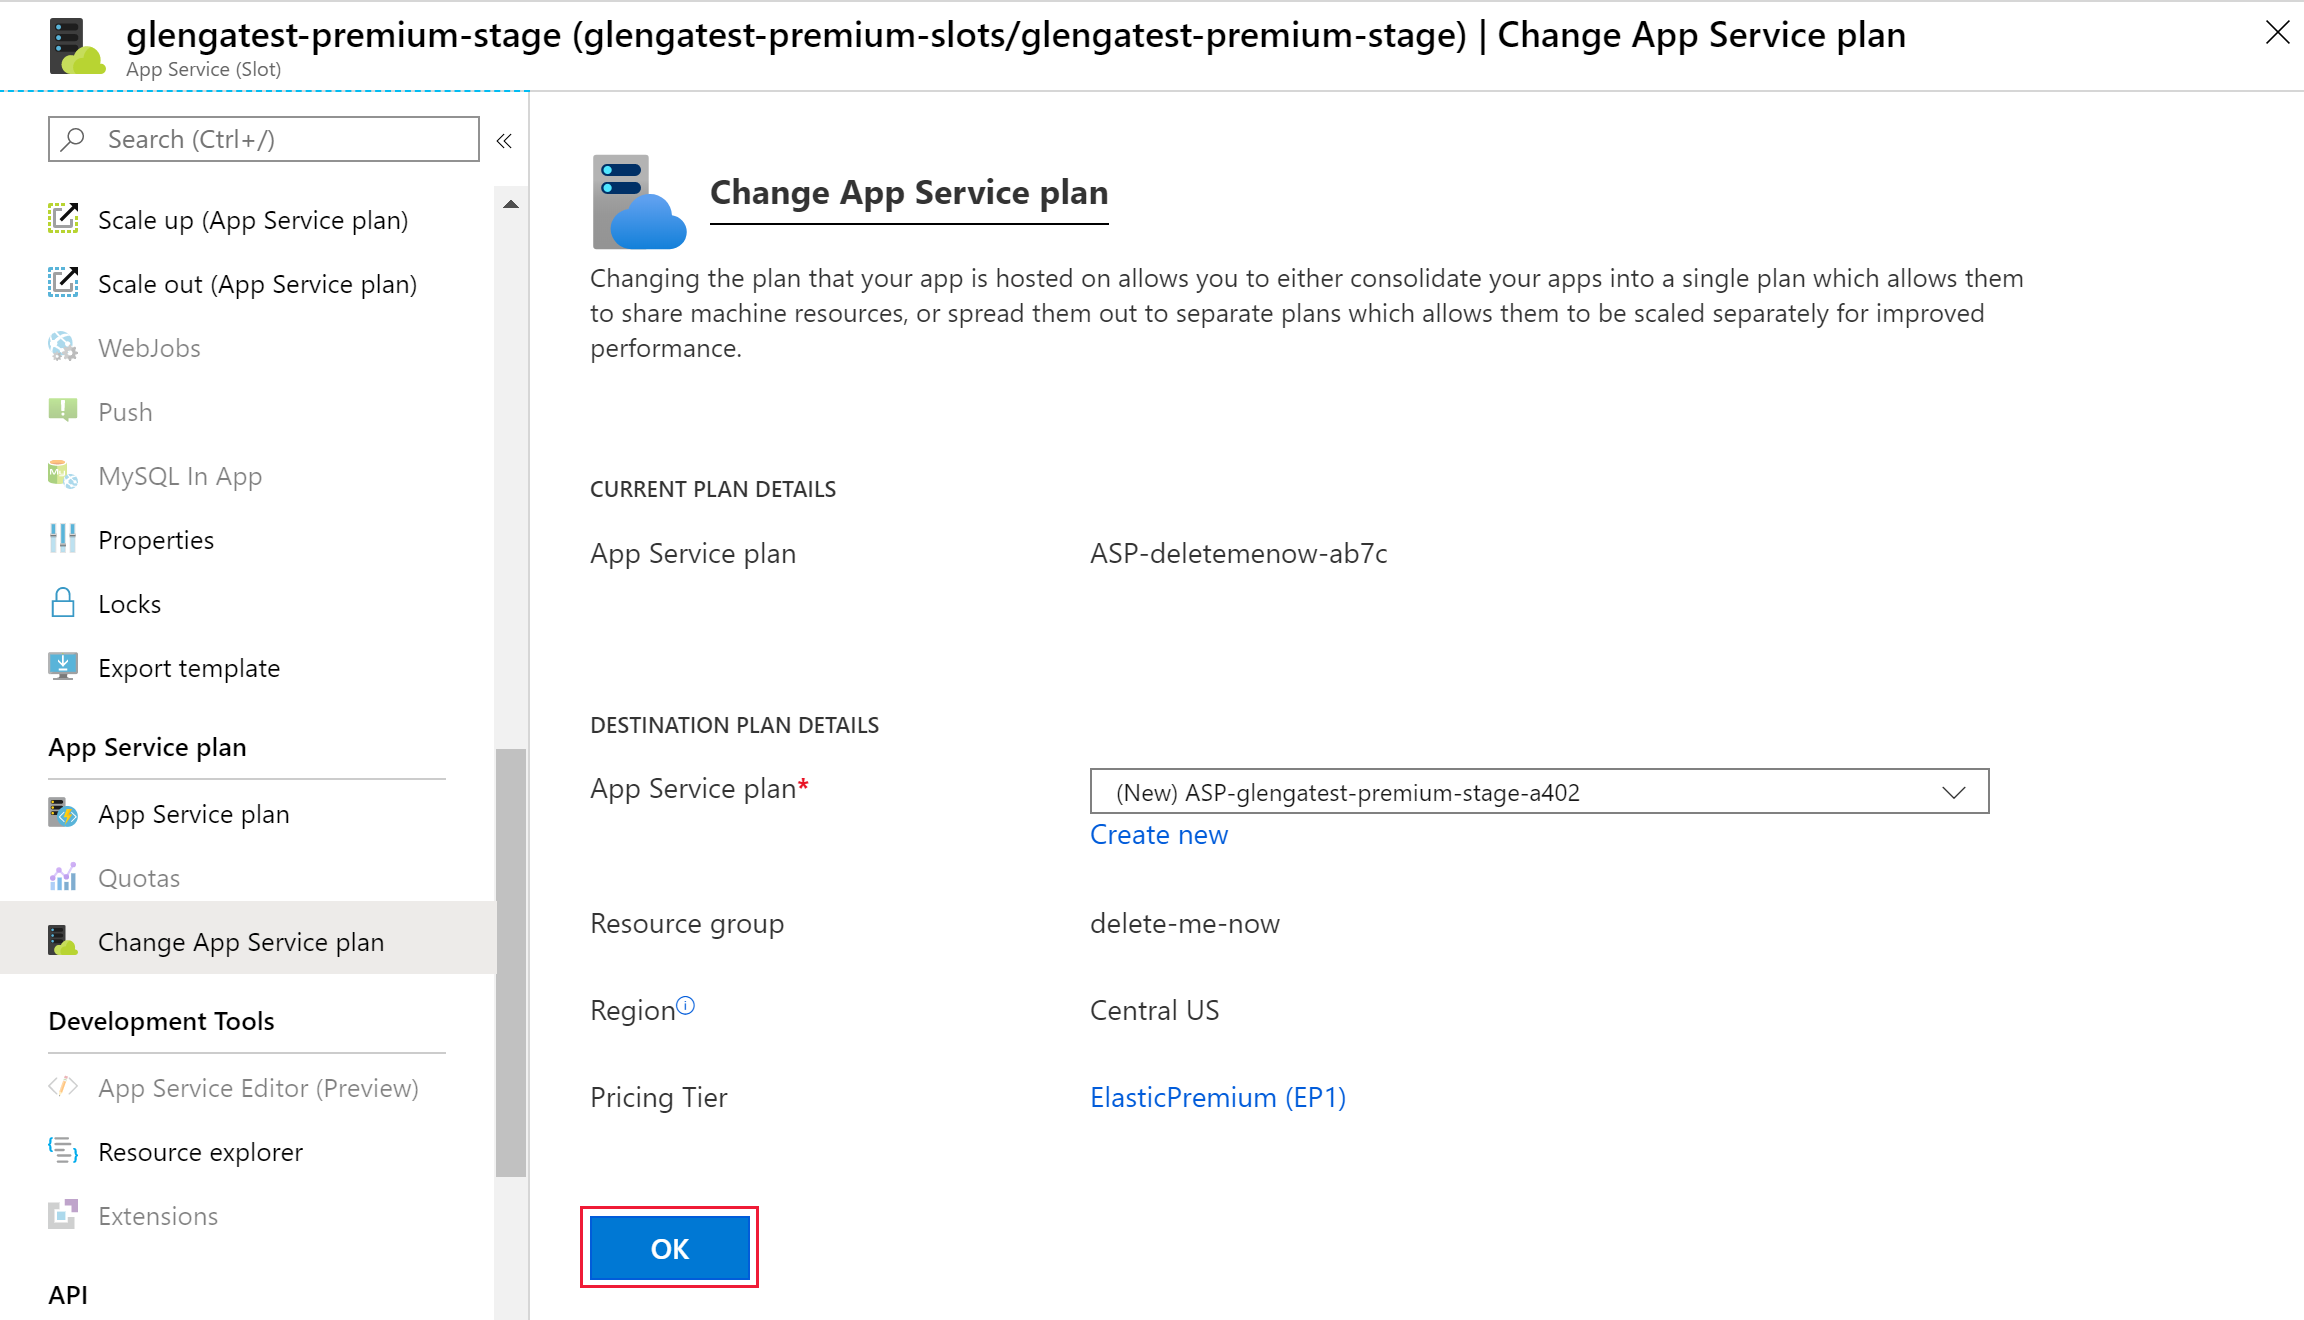 glengatest-premium-stage (glengatest-premium-slots/glengatest-premium-stage) | Change App Service plan
App Service (Slot)
Search (Ctrl+/)
Scale up (App Service plan)
Scale out (App Service plan)
WebJobs
Push
MySQL In App
Properties
Locks
Export template
App Service plan
App Service plan
Quotas
Change App Service plan
Development Tools
App Service Editor (Preview)
Resource explorer
Extensions
API
Change App Service plan
Changing the plan that your app is hosted on allows you to either consolidate your apps into a single plan which allows them
to share machine resources, or spread them out to separate plans which allows them to be scaled separately for improved
performance.
CURRENT PLAN DETAILS
App Service plan ASP-deletemenow-ab7c
DESTINATION PLAN DETAILS
App Service plan* (New) ASP-glengatest-premium-stage-a402
Create new
Resource group delete-me-now
Region Central US
Pricing Tier ElasticPremium (EP1)
OK